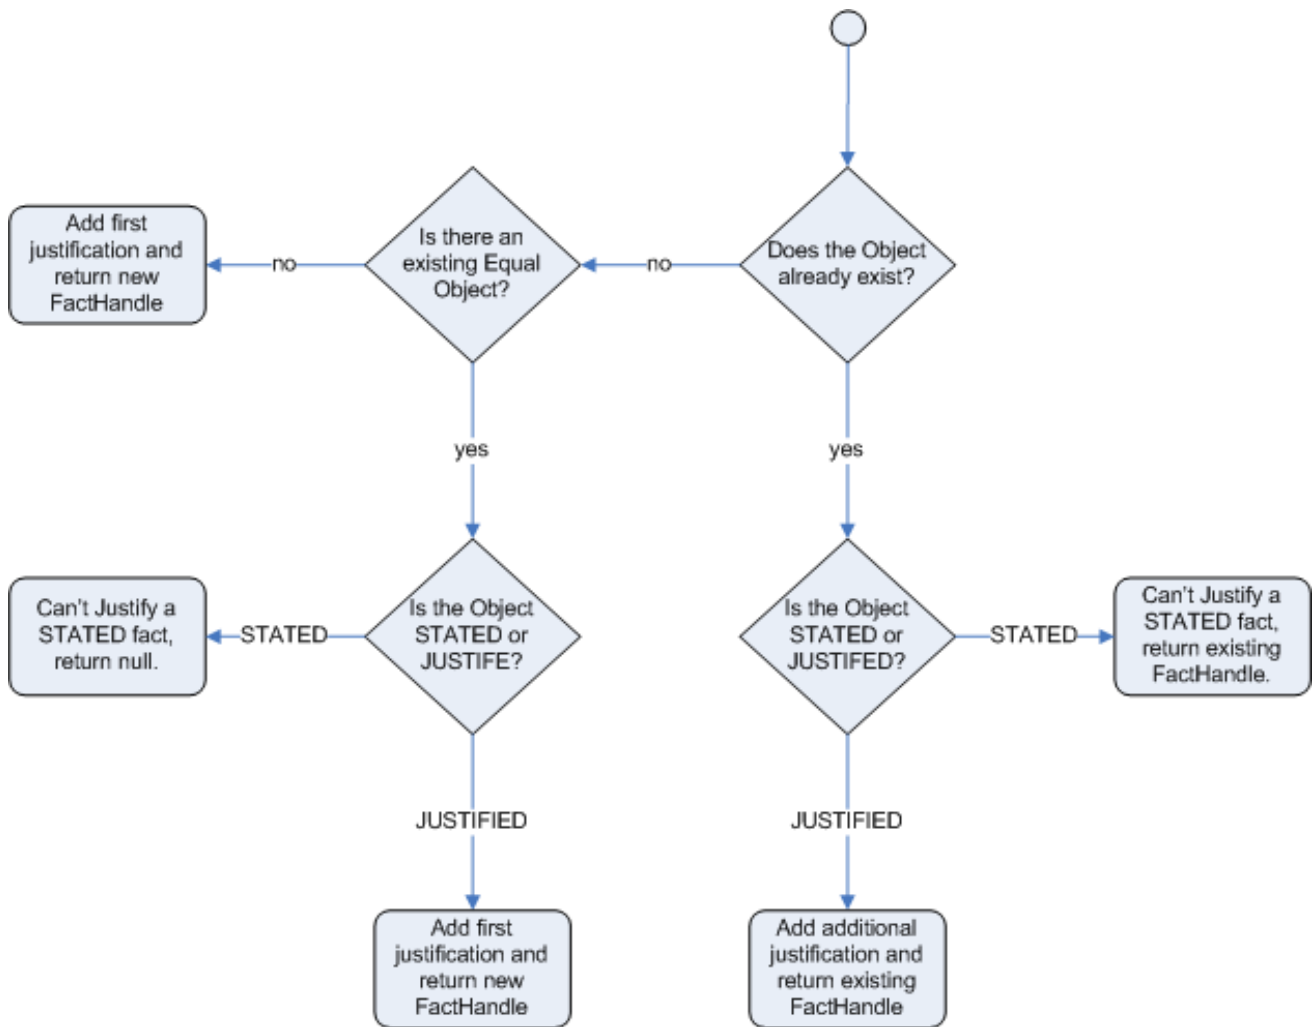 Does the Object
already exist?
no
Is there an
existing Equal
Object?
no
Add first
justification and
return new
FactHandle
yes
yes
Can't Justify a
STATED fact,
return null.
STATED
Is the Object
STATED or
JUSTIFE?
Is the Object
STATED or
JUSTIFED?
STATED
Can't Justify a
STATED fact,
return existing
FactHandle.
JUSTIFIED
JUSTIFIED
Add first
justification and
return new
FactHandle
Add additional
justification and
return existing
FactHandle